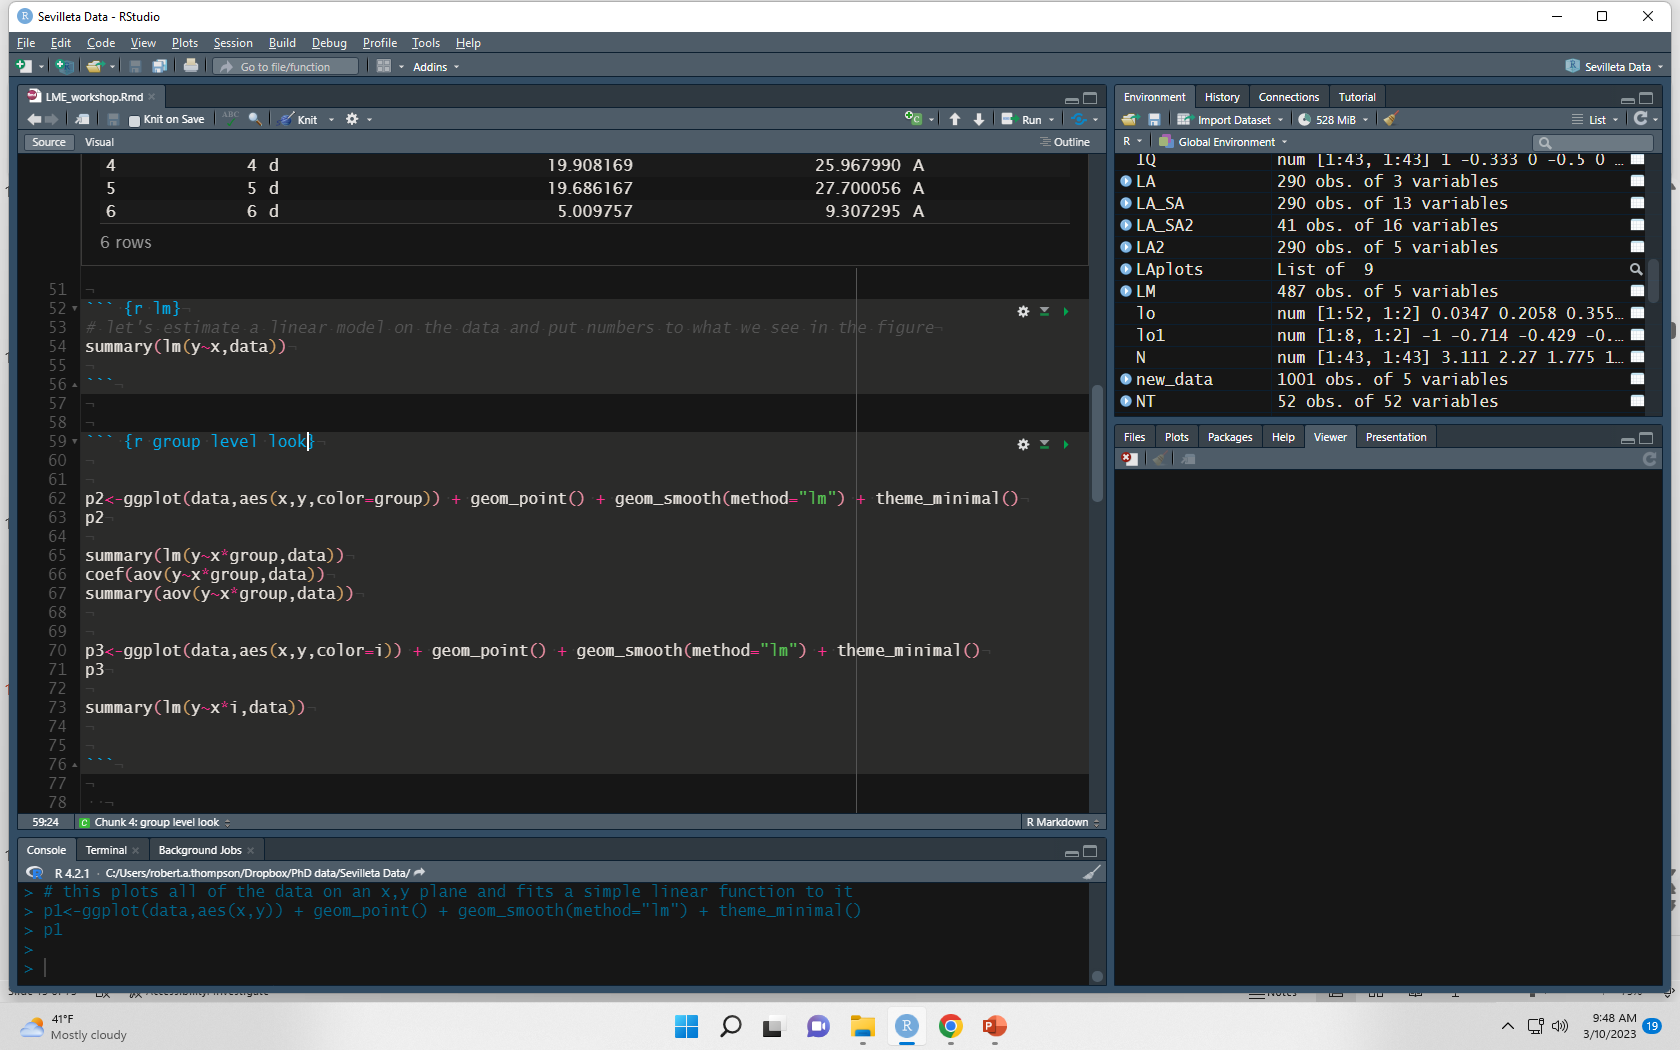 Sevilleta Data - RStudio
File Edit Code View Plots Session Build Debug Profile Tools Help
Go to file/function Addins Sevilleta Data
LME_workshop.Rmd
Knit on Save ABC Knit Run
Source Visual Outline
4 4 d 19.908169 25.967990 A
5 5 d 19.686167 27.700056 A
6 6 d 5.009757 9.307295 A
6 rows
51
52 ``` {r lm}
53 # let's estimate a linear model on the data and put numbers to what we see in the figure
54 summary(lm(y~x,data))
55
56 ```
57
58
59 ``` {r group level look}
60
61
62 p2<-ggplot(data,aes(x,y,color=group)) + geom_point() + geom_smooth(method="lm") + theme_minimal()
63 p2
64
65 summary(lm(y~x*group,data))
66 coef(aov(y~x*group,data))
67 summary(aov(y~x*group,data))
68
69
70 p3<-ggplot(data,aes(x,y,color=i)) + geom_point() + geom_smooth(method="lm") + theme_minimal()
71 p3
72
73 summary(lm(y~x*i,data))
74
75
76 ```
77
78
59:24 Chunk 4: group level look R Markdown
Console Terminal Background Jobs
R 4.2.1 · C:/Users/robert.a.thompson/Dropbox/PhD data/Sevilleta Data/
> # this plots all of the data on an x,y plane and fits a simple linear function to it
> p1<-ggplot(data,aes(x,y)) + geom_point() + geom_smooth(method="lm") + theme_minimal()
> p1
>
>
Environment History Connections Tutorial
Import Dataset 528 MiB List
R Global Environment
IQ num [1:43, 1:43] 1 -0.333 0 -0.5 0 …
LA 290 obs. of 3 variables
LA_SA 290 obs. of 13 variables
LA_SA2 41 obs. of 16 variables
LA2 290 obs. of 5 variables
LAplots List of 9
LM 487 obs. of 5 variables
lo num [1:52, 1:2] 0.0347 0.2058 0.355…
lo1 num [1:8, 1:2] -1 -0.714 -0.429 -0.…
N num [1:43, 1:43] 3.111 2.27 1.775 1…
new_data 1001 obs. of 5 variables
NT 52 obs. of 52 variables
Files Plots Packages Help Viewer Presentation
41°F
Mostly cloudy
9:48 AM
3/10/2023
19